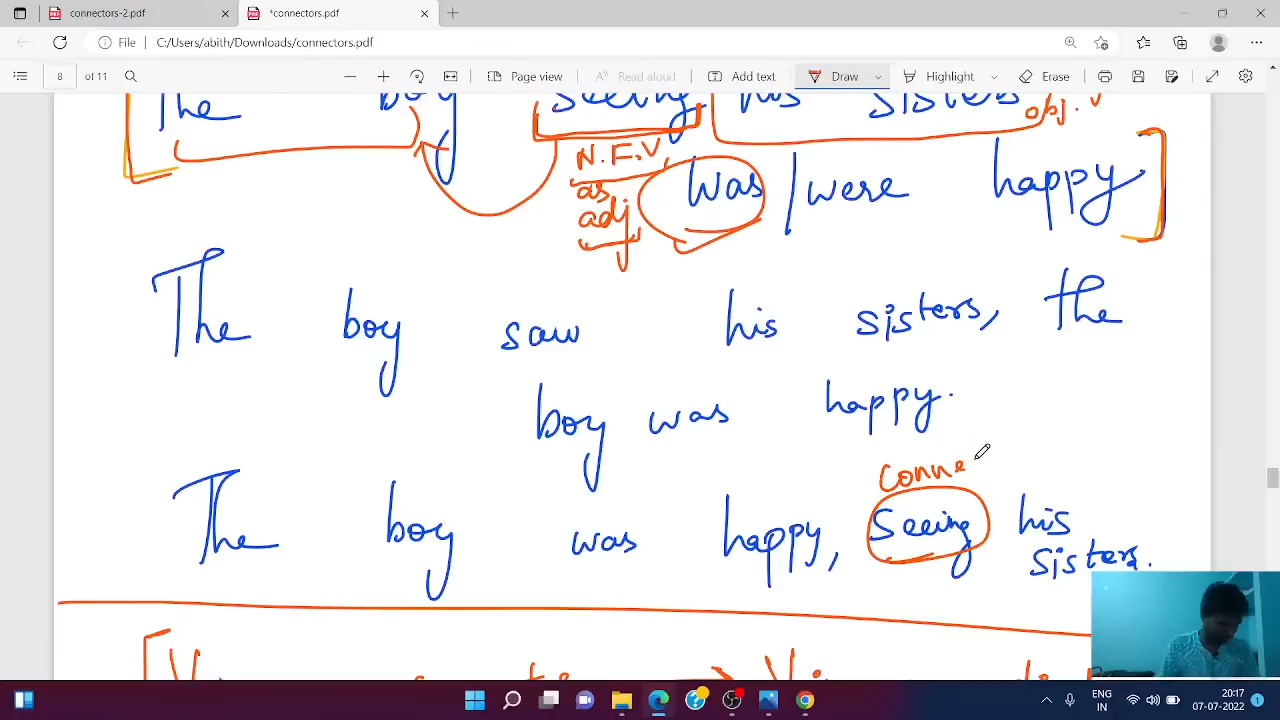 connectors-2.pdf
*connectors.pdf
File C:/Users/abith/Downloads/connectors.pdf
8 of 11
Page view
Read aloud
Add text
Draw
Highlight
Erase
The boy seeing his sisters
obj. V
N.F.V
as
adj
was | were happy
The boy saw his sisters, the
boy was happy.
conne
The boy was happy, seeing his
sisters.
ENG
IN
20:17
07-07-2022